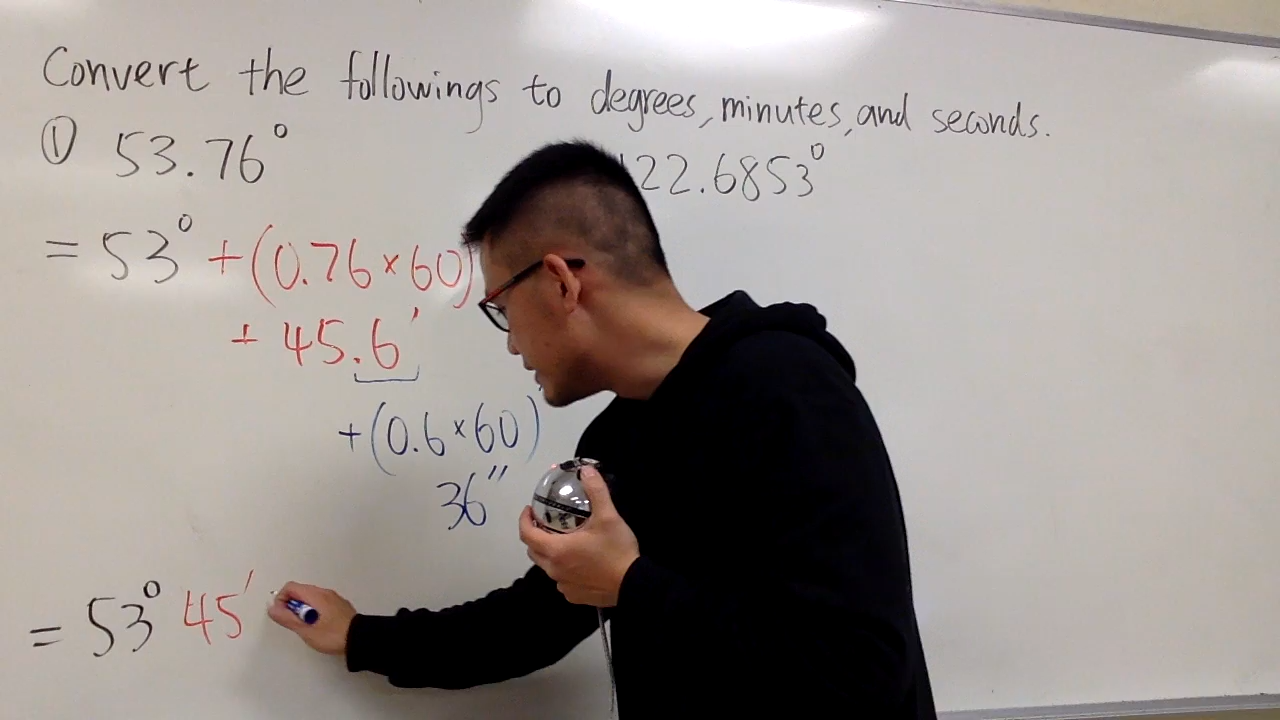 Convert the followings to degrees, minutes, and seconds.
① 53.76°
22.6853°
= 53° + (0.76 × 60)
+ 45.6'
+ (0.6 × 60)'
36"
= 53° 45'